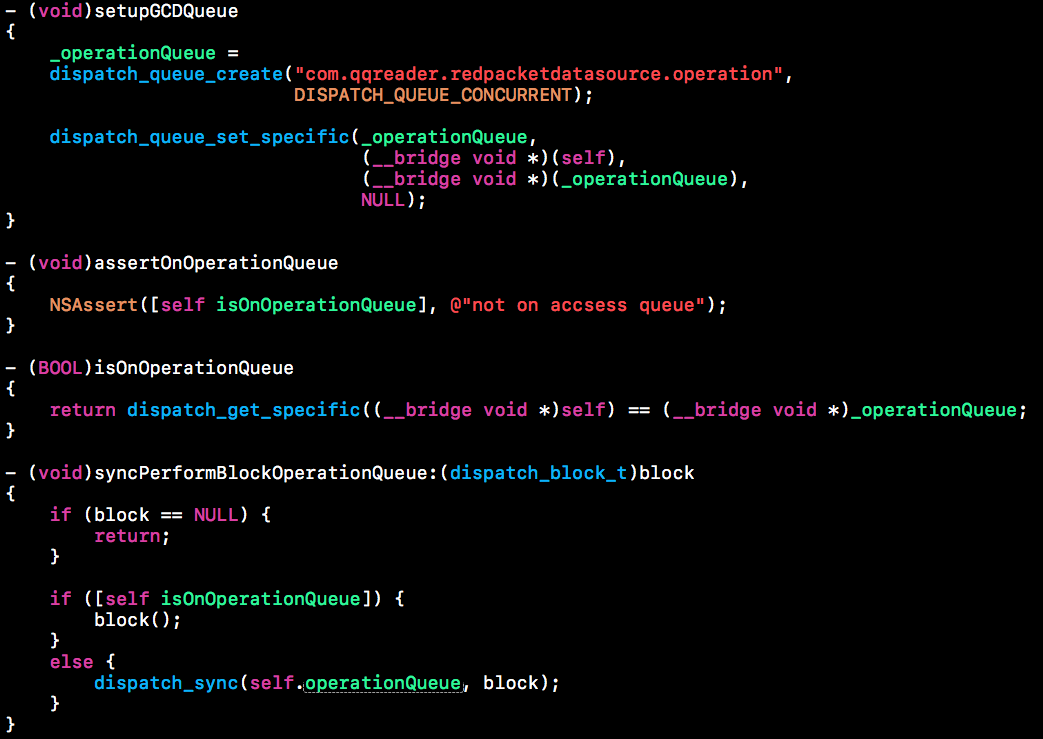 - (void)setupGCDQueue
{
    _operationQueue =
    dispatch_queue_create("com.qqreader.redpacketdatasource.operation",
                          DISPATCH_QUEUE_CONCURRENT);

    dispatch_queue_set_specific(_operationQueue,
                                (__bridge void *)(self),
                                (__bridge void *)(_operationQueue),
                                NULL);
}

- (void)assertOnOperationQueue
{
    NSAssert([self isOnOperationQueue], @"not on accsess queue");
}

- (BOOL)isOnOperationQueue
{
    return dispatch_get_specific((__bridge void *)self) == (__bridge void *)_operationQueue;
}

- (void)syncPerformBlockOperationQueue:(dispatch_block_t)block
{
    if (block == NULL) {
        return;
    }

    if ([self isOnOperationQueue]) {
        block();
    }
    else {
        dispatch_sync(self.operationQueue, block);
    }
}